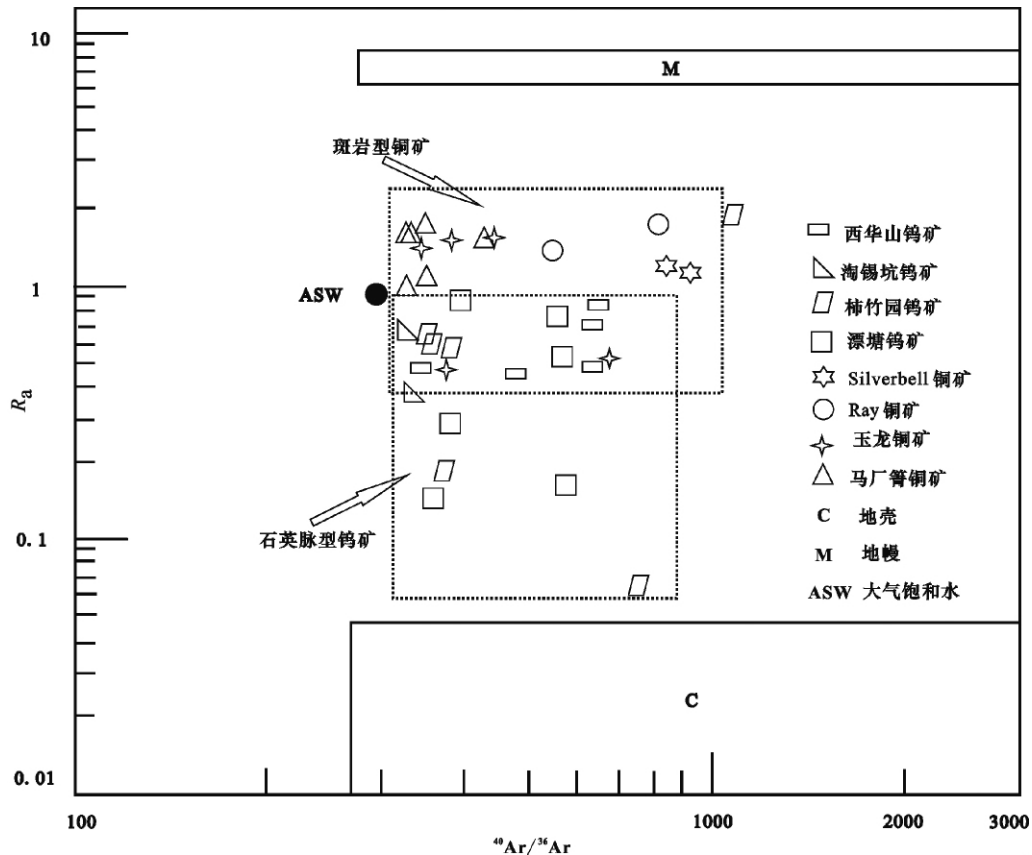 10
M
斑岩型铜矿
西华山钨矿
淘锡坑钨矿
ASW
1
柿竹园钨矿
漂塘钨矿
Silverbell 铜矿
Ra
Ray 铜矿
玉龙铜矿
马厂箐铜矿
C 地壳
石英脉型钨矿
0.1
M 地幔
ASW 大气饱和水
C
0.01
100
200
1000
2000
3000
⁴⁰Ar/³⁶Ar